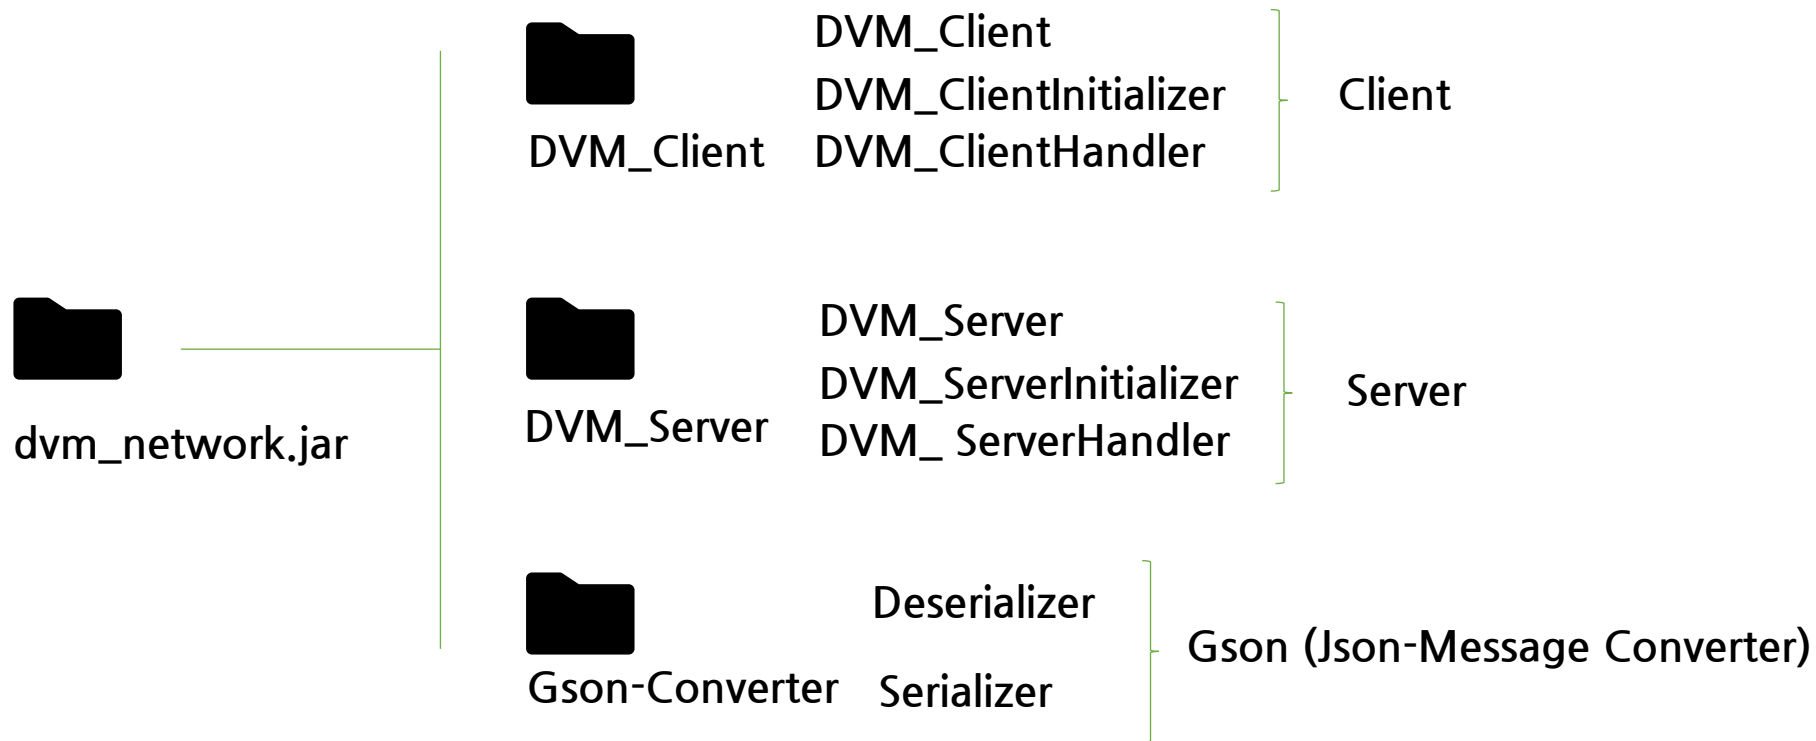 DVM_Client
DVM_ClientInitializer
DVM_ClientHandler
DVM_Client
Client
dvm_network.jar
DVM_Server
DVM_ServerInitializer
DVM_ ServerHandler
DVM_Server
Server
Deserializer
Serializer
Gson-Converter
Gson (Json-Message Converter)